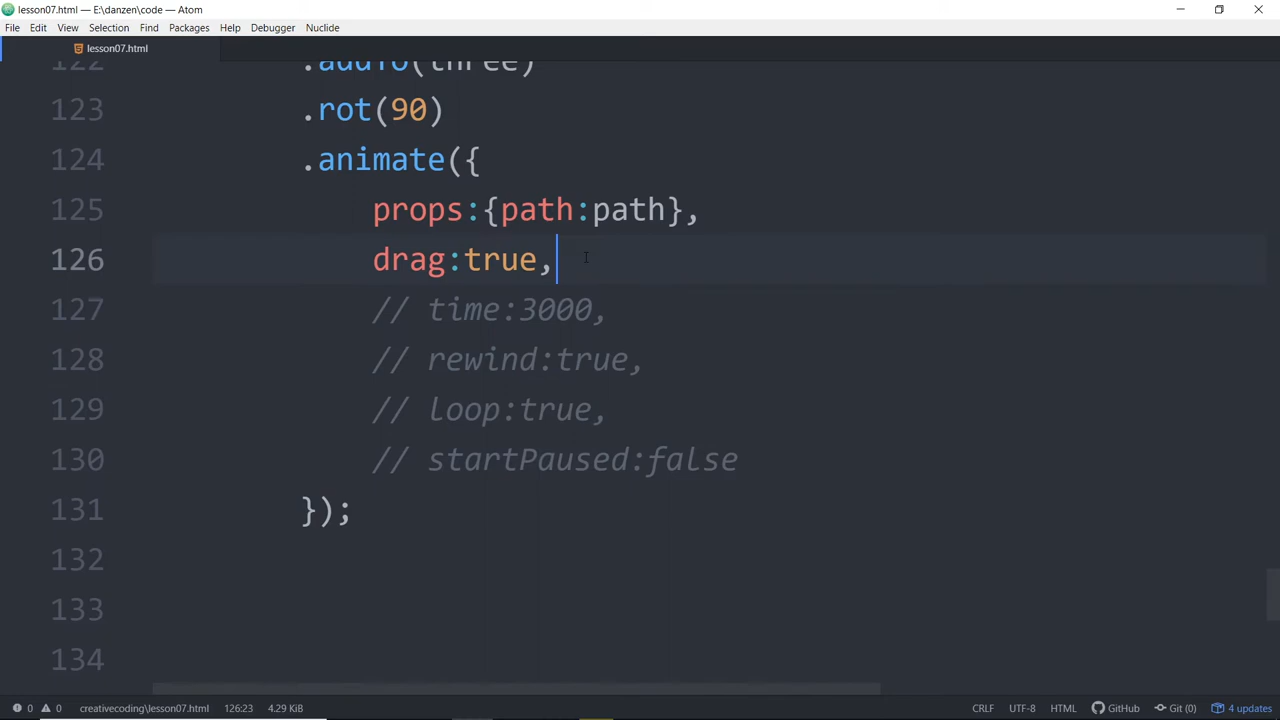 lesson07.html — E:\danzen\code — Atom
File Edit View Selection Find Packages Help Debugger Nuclide
lesson07.html
122 .addTo(three)
123 .rot(90)
124 .animate({
125 props:{path:path},
126 drag:true,
127 // time:3000,
128 // rewind:true,
129 // loop:true,
130 // startPaused:false
131 });
132
133
134
0 0 creativecoding\lesson07.html 126:23 4.29 KiB CRLF UTF-8 HTML GitHub Git (0) 4 updates